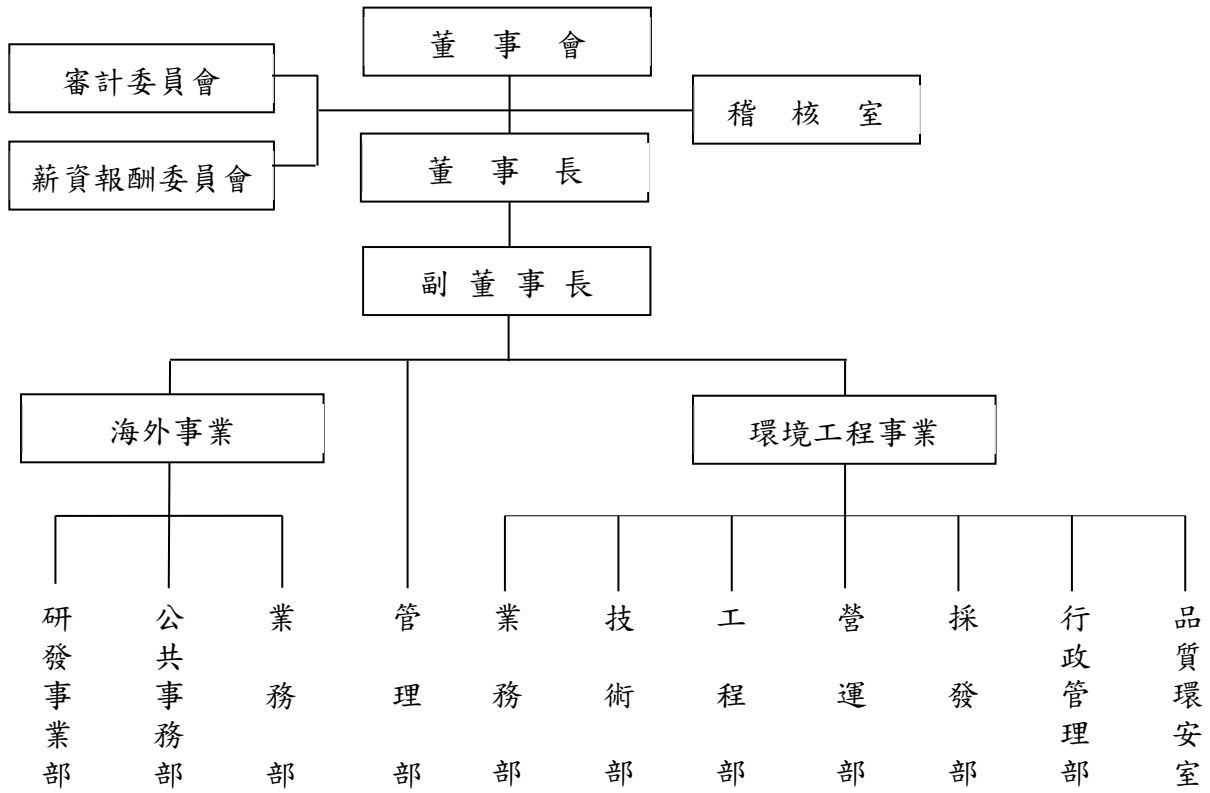 董事會
審計委員會
稽核室
薪資報酬委員會
董事長
副董事長
海外事業
環境工程事業
研發事業部
公共事務部
業務部
管理部
業務部
技術部
工程部
營運部
採發部
行政管理部
品質環安室